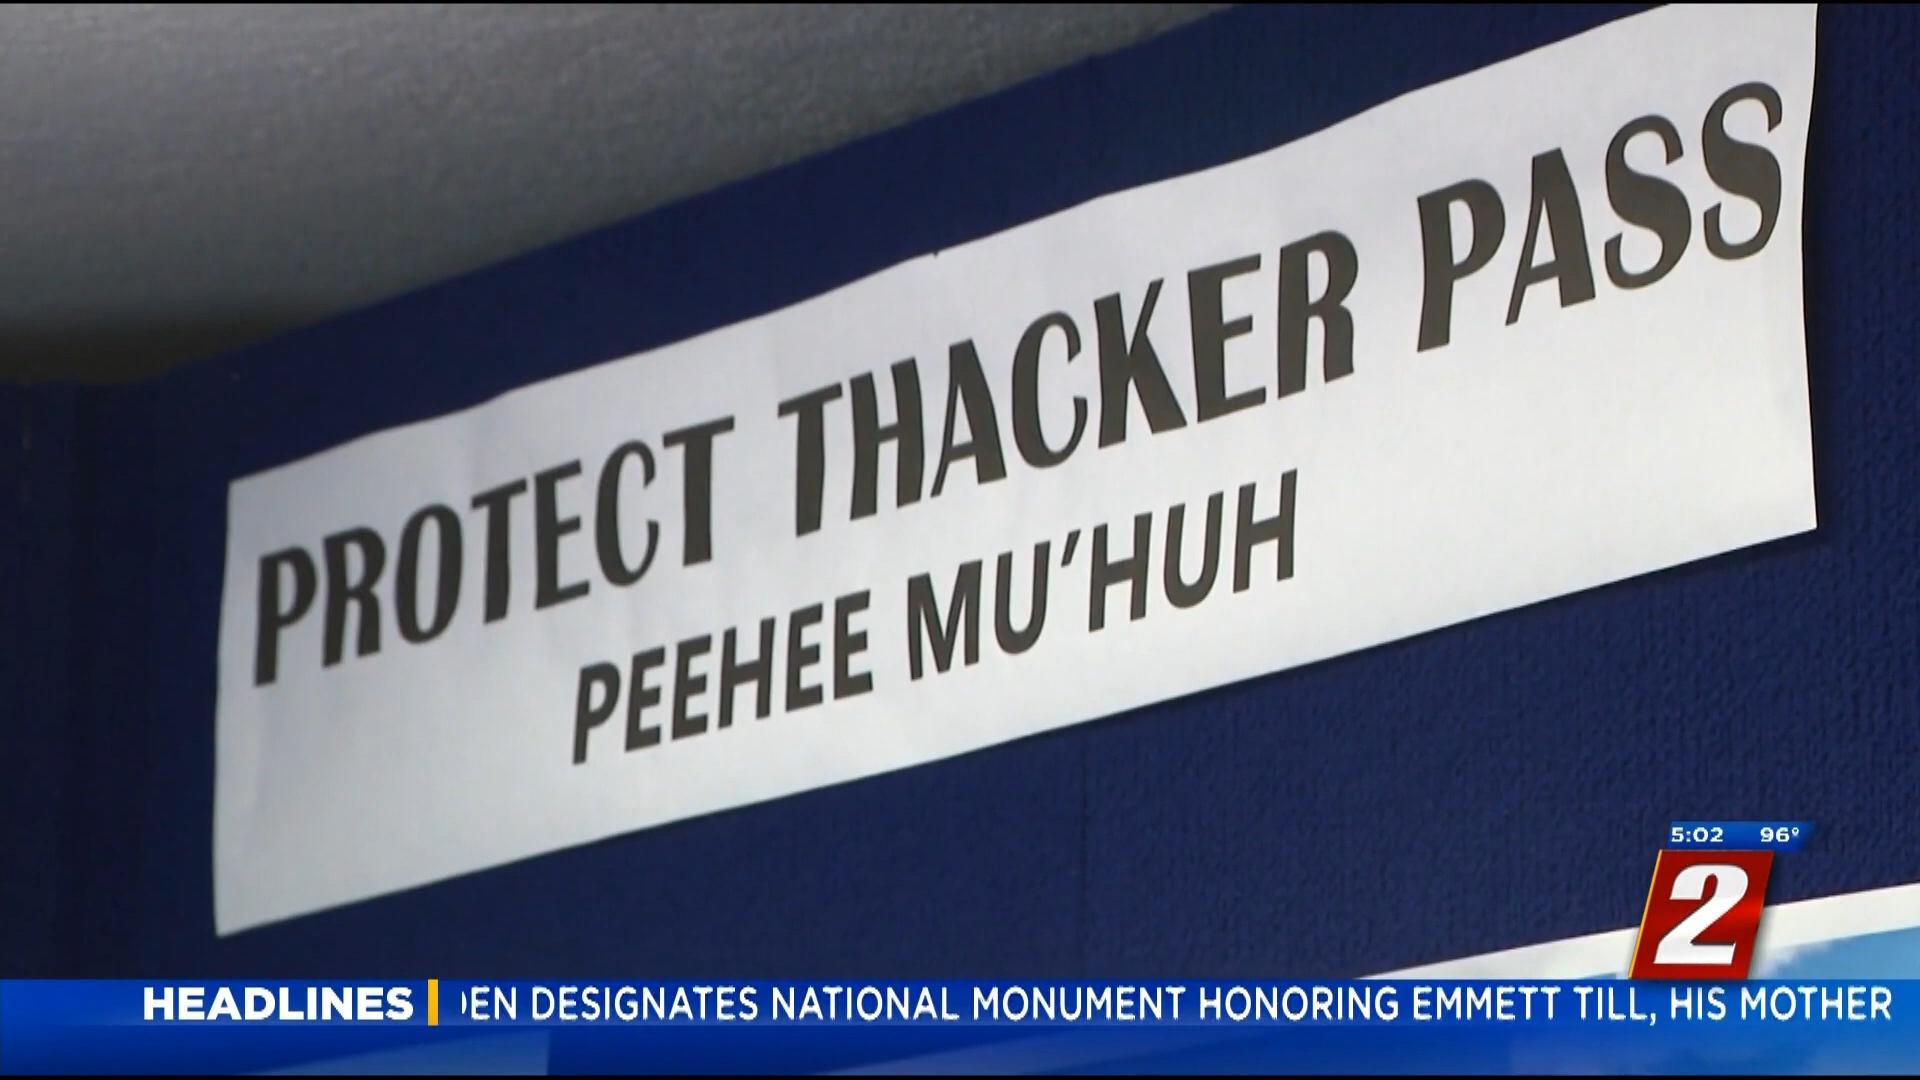 PROTECT THACKER PASS
PEEHEE MU'HUH
5:02 96°
2
HEADLINES DEN DESIGNATES NATIONAL MONUMENT HONORING EMMETT TILL, HIS MOTHER